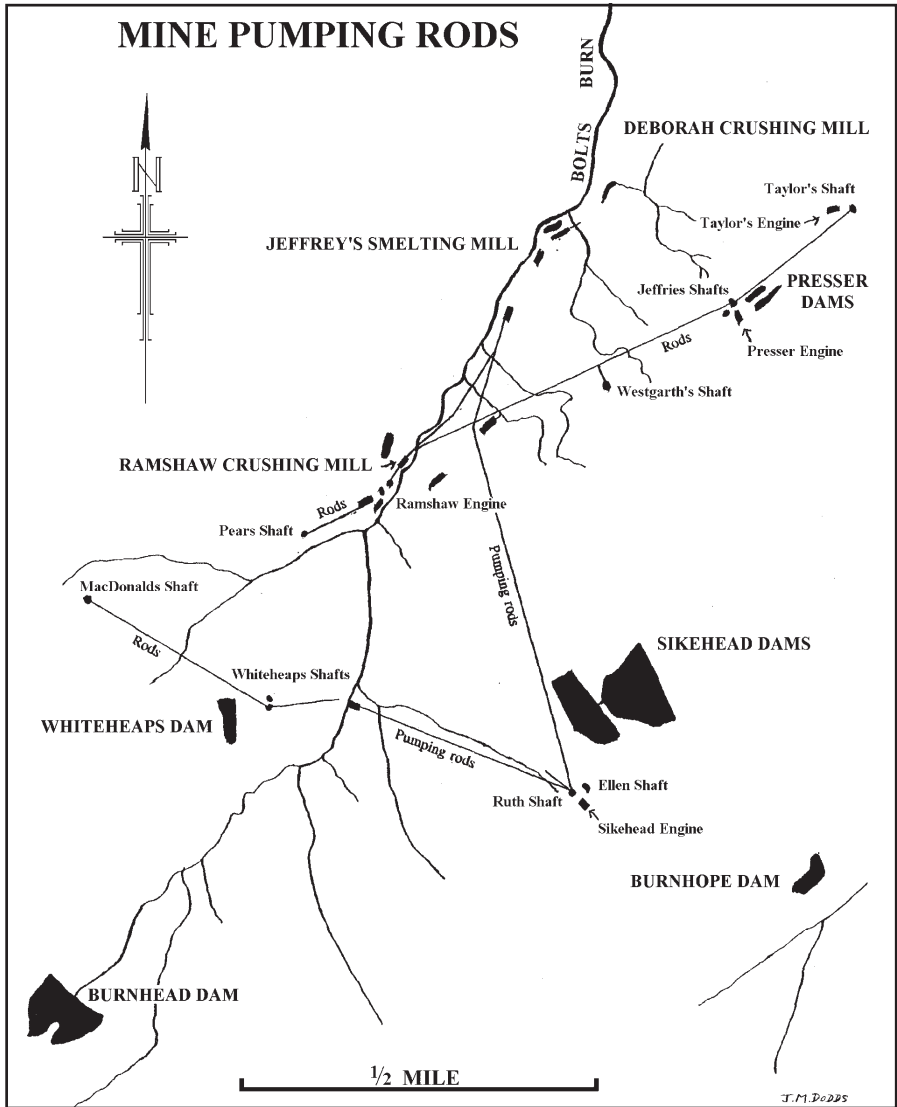 MINE PUMPING RODS
BURN
BOLTS
DEBORAH CRUSHING MILL
N
Taylor's Shaft
Taylor's Engine
JEFFREY'S SMELTING MILL
Jeffries Shafts
PRESSER
DAMS
Rods
Presser Engine
Westgarth's Shaft
RAMSHAW CRUSHING MILL
Rods
Ramshaw Engine
Pears Shaft
Pumping rods
MacDonalds Shaft
Rods
SIKEHEAD DAMS
Whiteheaps Shafts
WHITEHEAPS DAM
Pumping rods
Ellen Shaft
Ruth Shaft
Sikehead Engine
BURNHOPE DAM
BURNHEAD DAM
1/2 MILE
J.M.DODDS